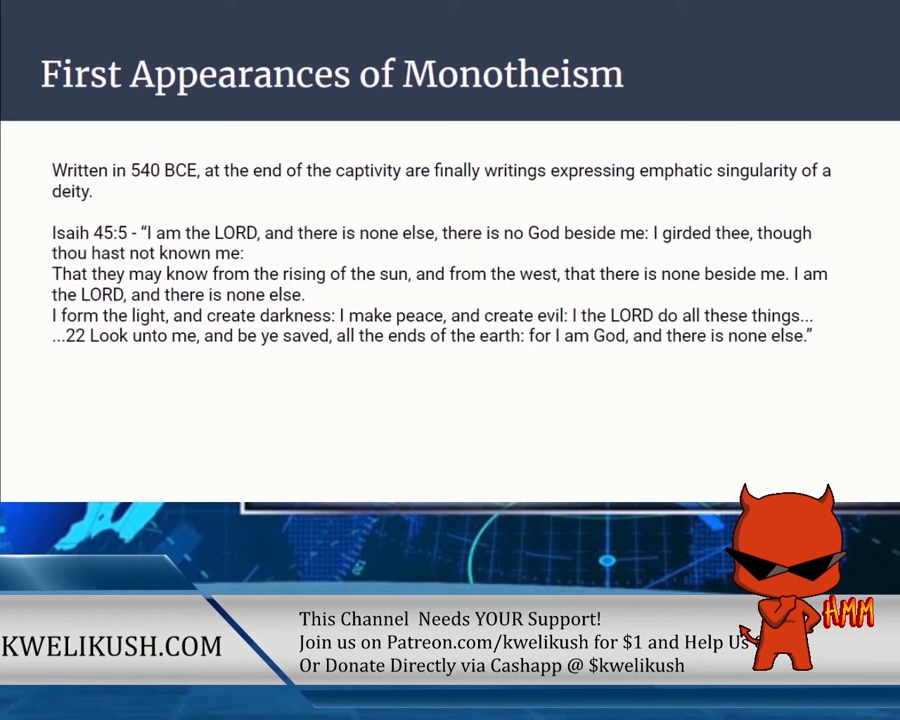 First Appearances of Monotheism
Written in 540 BCE, at the end of the captivity are finally writings expressing emphatic singularity of a
deity.
Isaih 45:5 - “I am the LORD, and there is none else, there is no God beside me: I girded thee, though
thou hast not known me:
That they may know from the rising of the sun, and from the west, that there is none beside me. I am
the LORD, and there is none else.
I form the light, and create darkness: I make peace, and create evil: I the LORD do all these things...
...22 Look unto me, and be ye saved, all the ends of the earth: for I am God, and there is none else.”
120
KWELIKUSH.COM
This Channel Needs YOUR Support!
Join us on Patreon.com/kwelikush for $1 and Help Us
Or Donate Directly via Cashapp @ $kwelikush
AMM